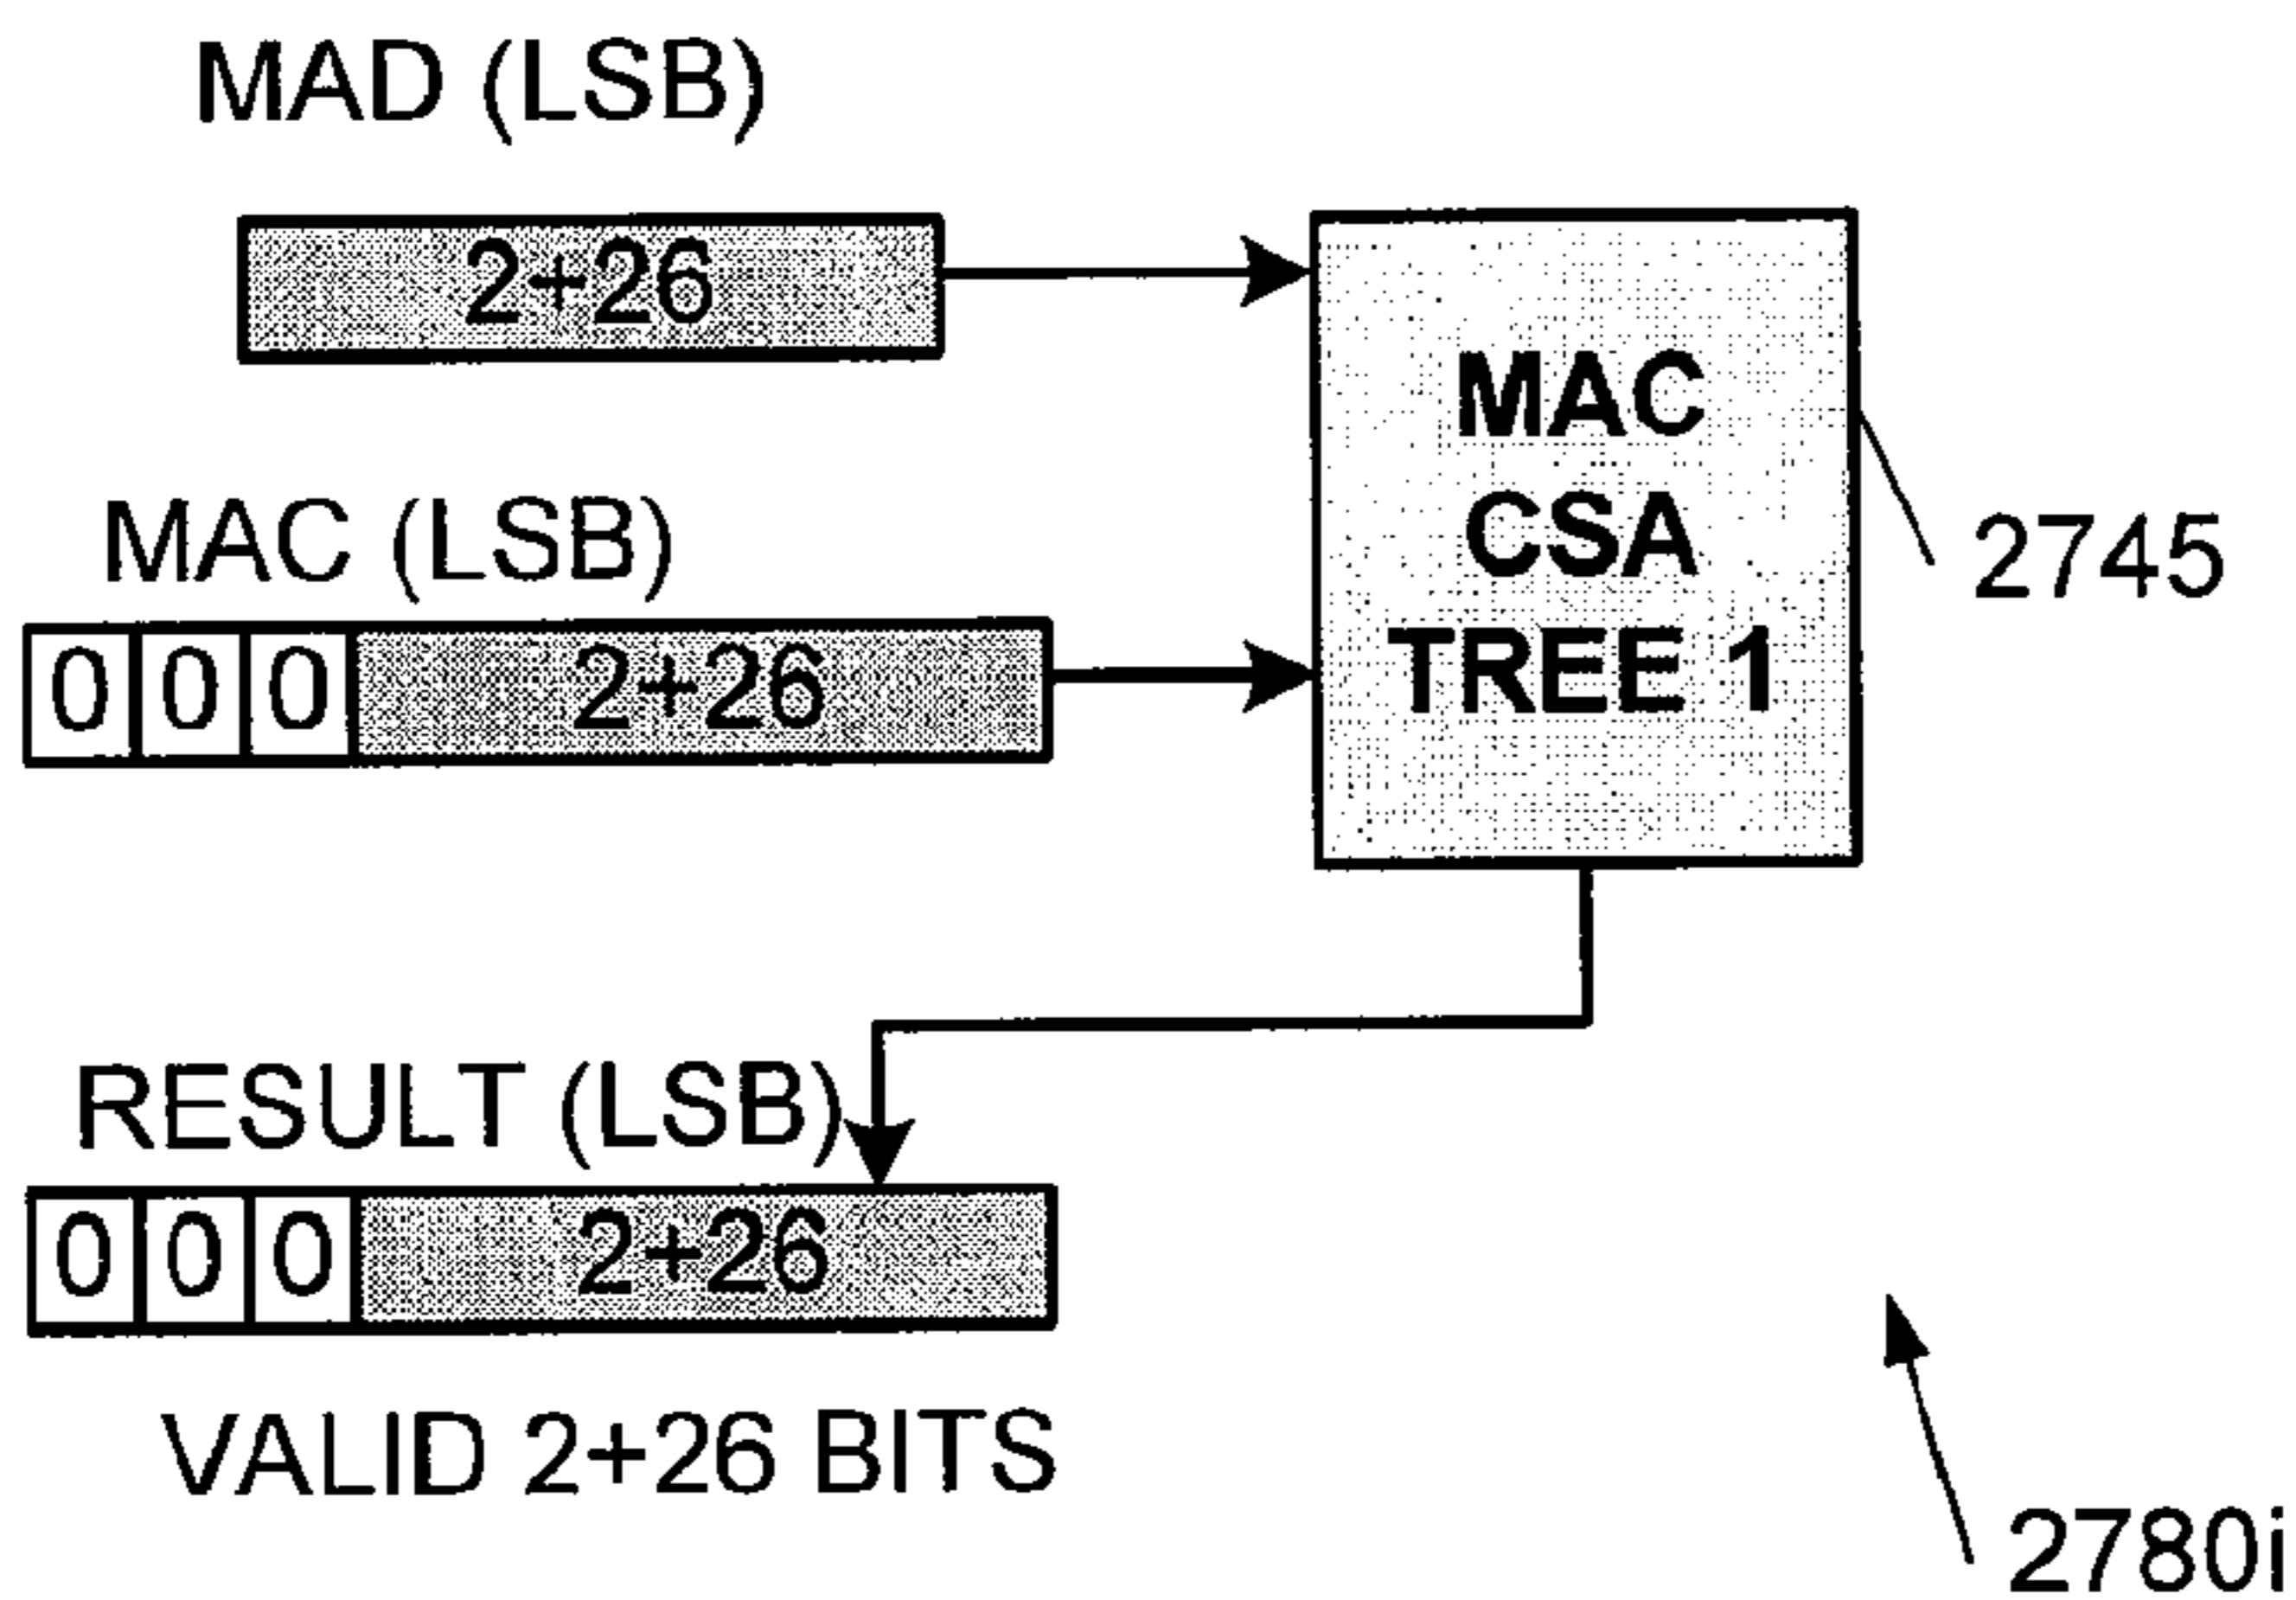 MAD (LSB)
2+26
MAC
CSA
TREE 1
2745
MAC (LSB)
0 0 0 2+26
RESULT (LSB)
0 0 0 2+26
VALID 2+26 BITS
2780i